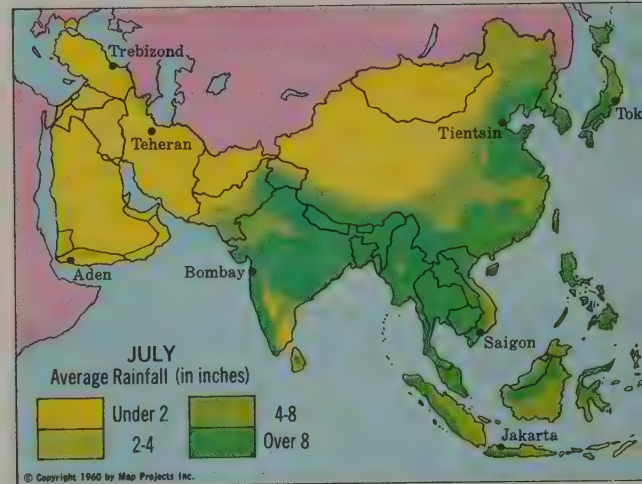 Trebizond
Tok
Tientsin
Teheran
Aden
Bombay
Saigon
JULY
Average Rainfall (in inches)
Under 2
4-8
2-4
Over 8
Jakarta
© Copyright 1960 by Map Projects Inc.